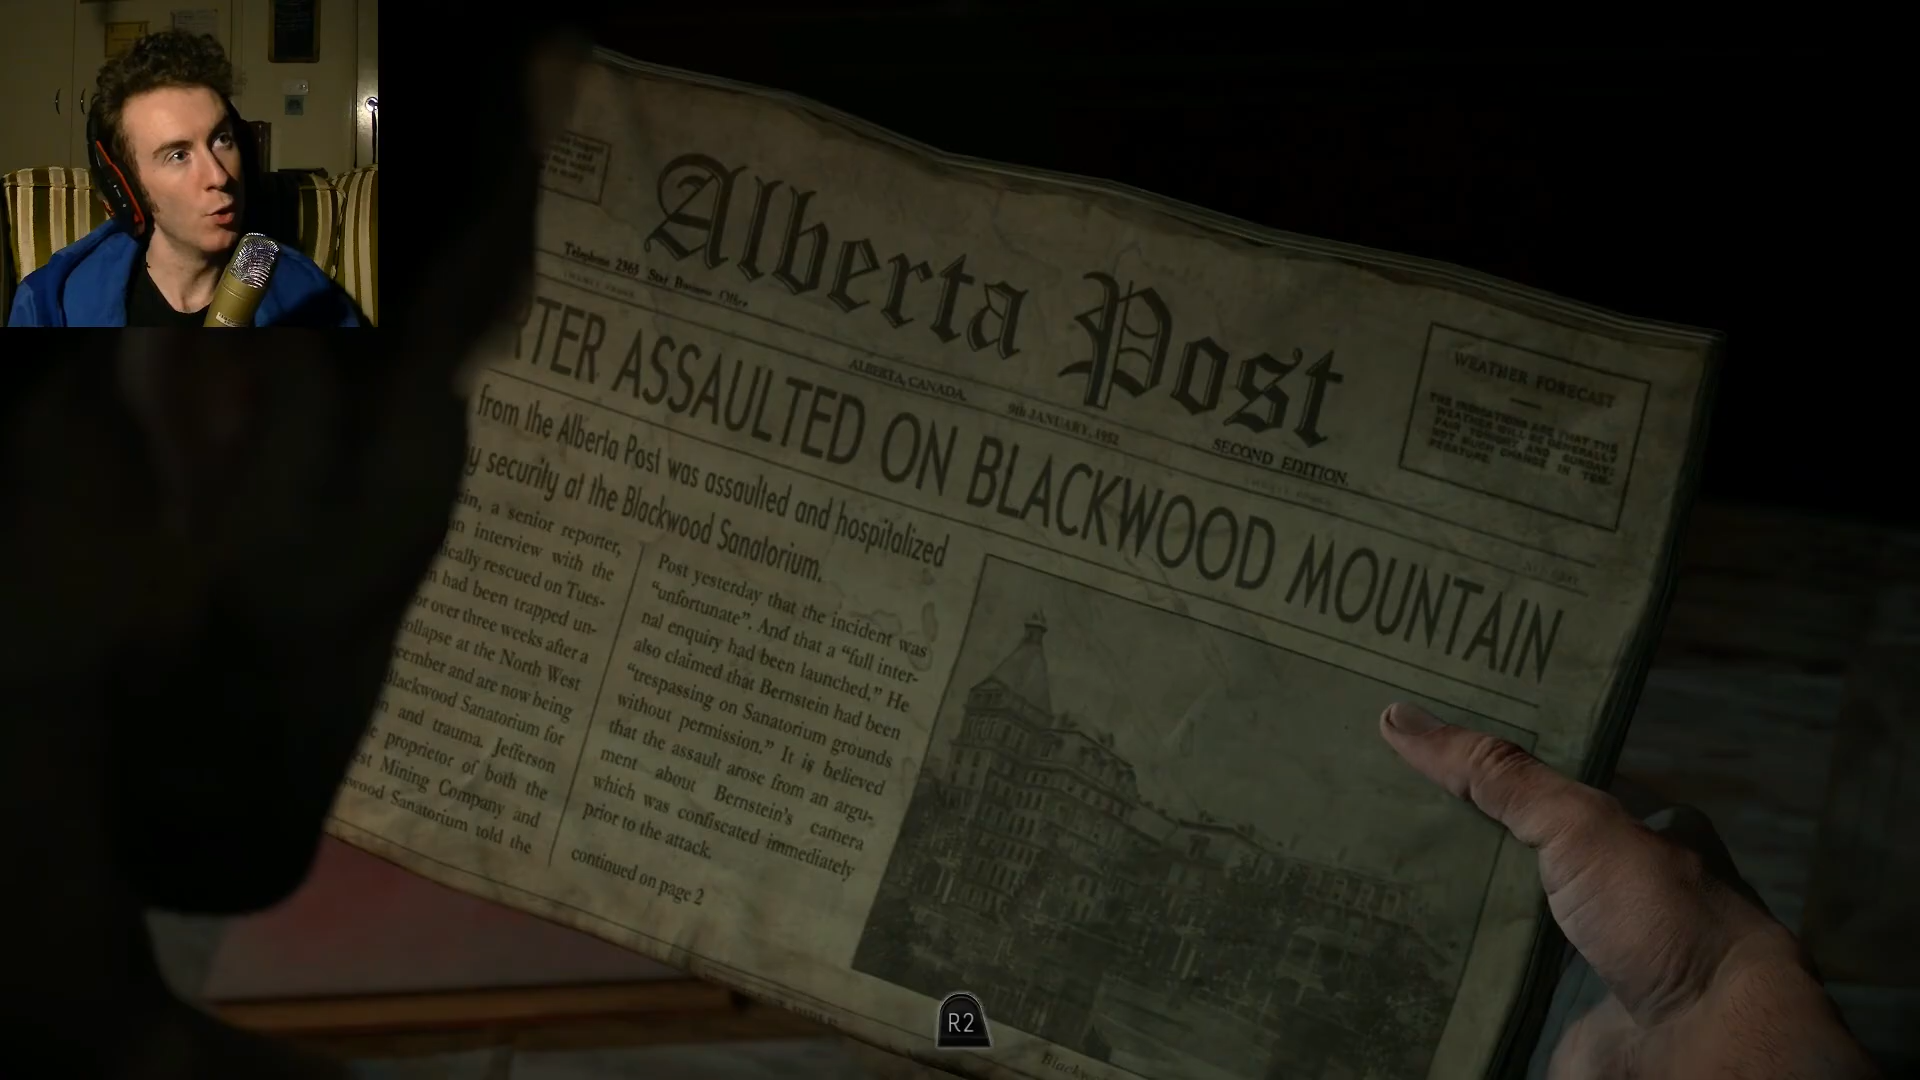 Alberta Post
Telephone 2365 Star Business Office
ALBERTA, CANADA.
9th JANUARY, 1952
SECOND EDITION.
WEATHER FORECAST
THE INDICATIONS ARE THAT THE
WEATHER WILL BE GENERALLY
FAIR TONIGHT AND SUNDAY;
NOT MUCH CHANGE IN TEM-
PERATURE.
RTER ASSAULTED ON BLACKWOOD MOUNTAIN
from the Alberta Post was assaulted and hospitalized
y security at the Blackwood Sanatorium.
ein, a senior reporter,
an interview with the
ically rescued on Tues-
n had been trapped un-
or over three weeks after a
collapse at the North West
cember and are now being
Blackwood Sanatorium for
n and trauma. Jefferson
e proprietor of both the
est Mining Company and
kwood Sanatorium told the
Post yesterday that the incident was
“unfortunate”. And that a “full inter-
nal enquiry had been launched.” He
also claimed that Bernstein had been
“trespassing on Sanatorium grounds
without permission.” It is believed
that the assault arose from an argu-
ment about Bernstein's camera
which was confiscated immediately
prior to the attack.
continued on page 2
R2